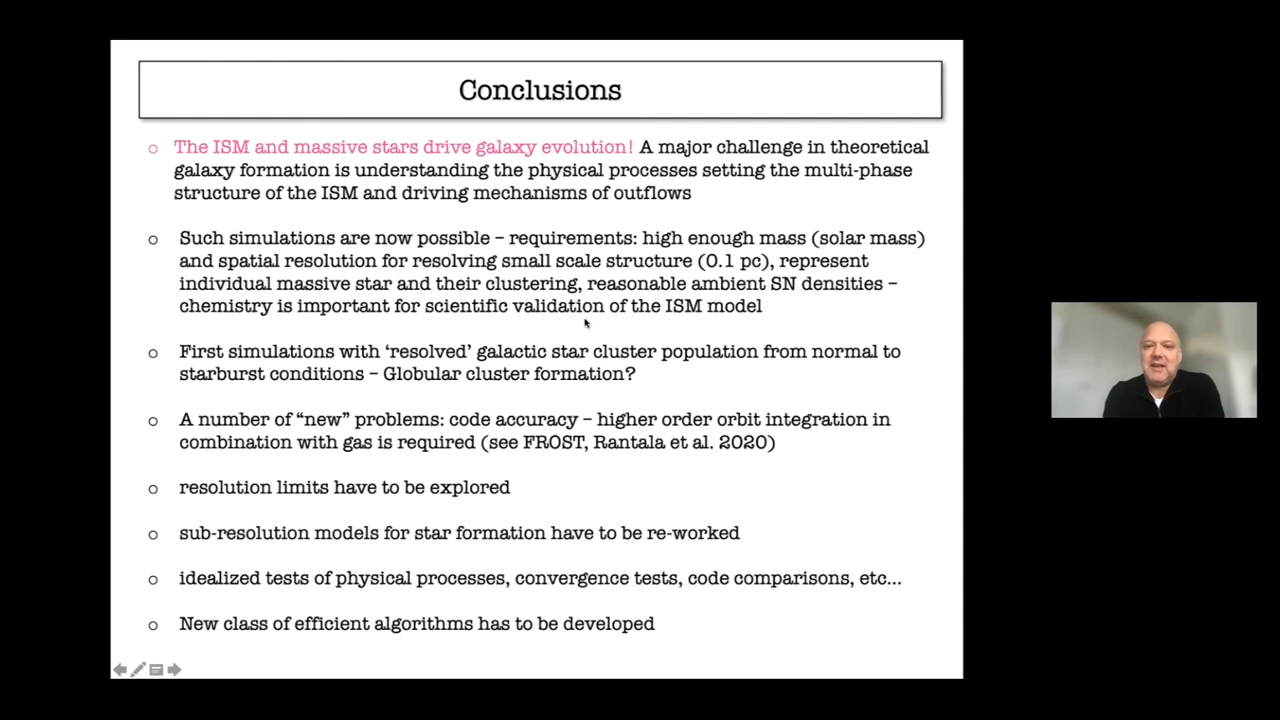 Conclusions
The ISM and massive stars drive galaxy evolution! A major challenge in theoretical
galaxy formation is understanding the physical processes setting the multi-phase
structure of the ISM and driving mechanisms of outflows
Such simulations are now possible – requirements: high enough mass (solar mass)
and spatial resolution for resolving small scale structure (0.1 pc), represent
individual massive star and their clustering, reasonable ambient SN densities –
chemistry is important for scientific validation of the ISM model
First simulations with ‘resolved’ galactic star cluster population from normal to
starburst conditions – Globular cluster formation?
A number of “new” problems: code accuracy – higher order orbit integration in
combination with gas is required (see FROST, Rantala et al. 2020)
resolution limits have to be explored
sub-resolution models for star formation have to be re-worked
idealized tests of physical processes, convergence tests, code comparisons, etc...
New class of efficient algorithms has to be developed